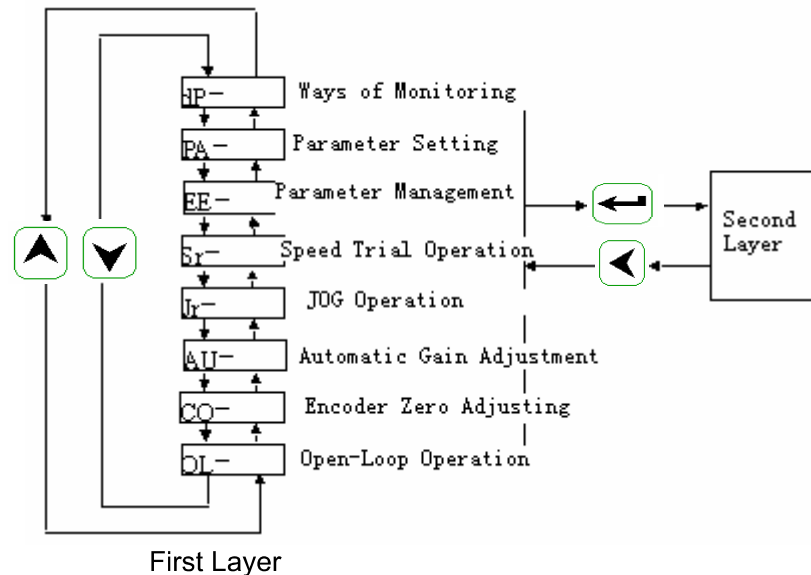 dP- Ways of Monitoring
PA- Parameter Setting
EE- Parameter Management
Sr- Speed Trial Operation
Jr- JOG Operation
AU- Automatic Gain Adjustment
CO- Encoder Zero Adjusting
OL- Open-Loop Operation
Second
Layer
First Layer